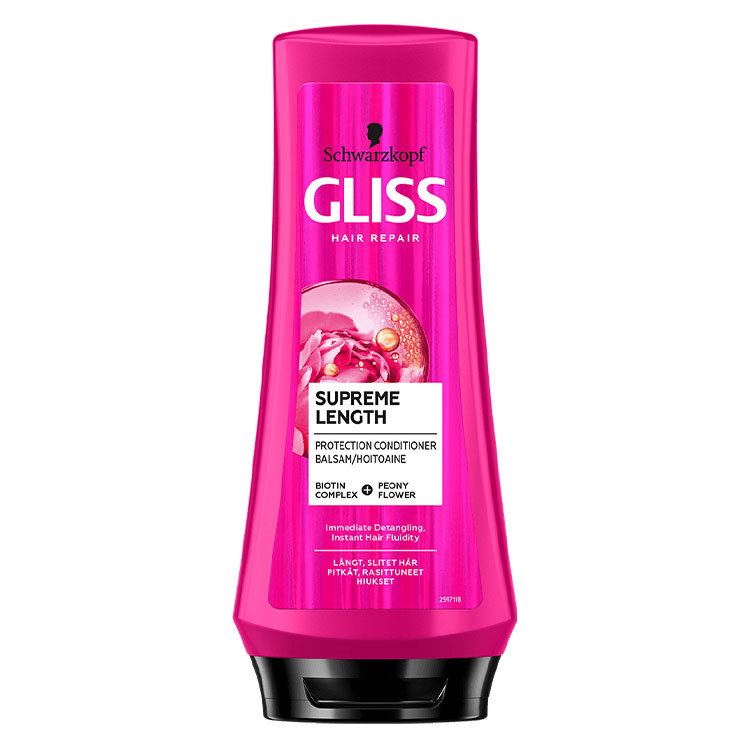 Schwarzkopf
GLISS
HAIR REPAIR
SUPREME
LENGTH
PROTECTION CONDITIONER
BALSAM/HOITOAINE
BIOTIN
COMPLEX + PEONY
FLOWER
Immediate Detangling,
Instant Hair Fluidity
LÅNGT, SLITET HÅR
PITKÄT, RASITTUNEET
HIUKSET
2597118